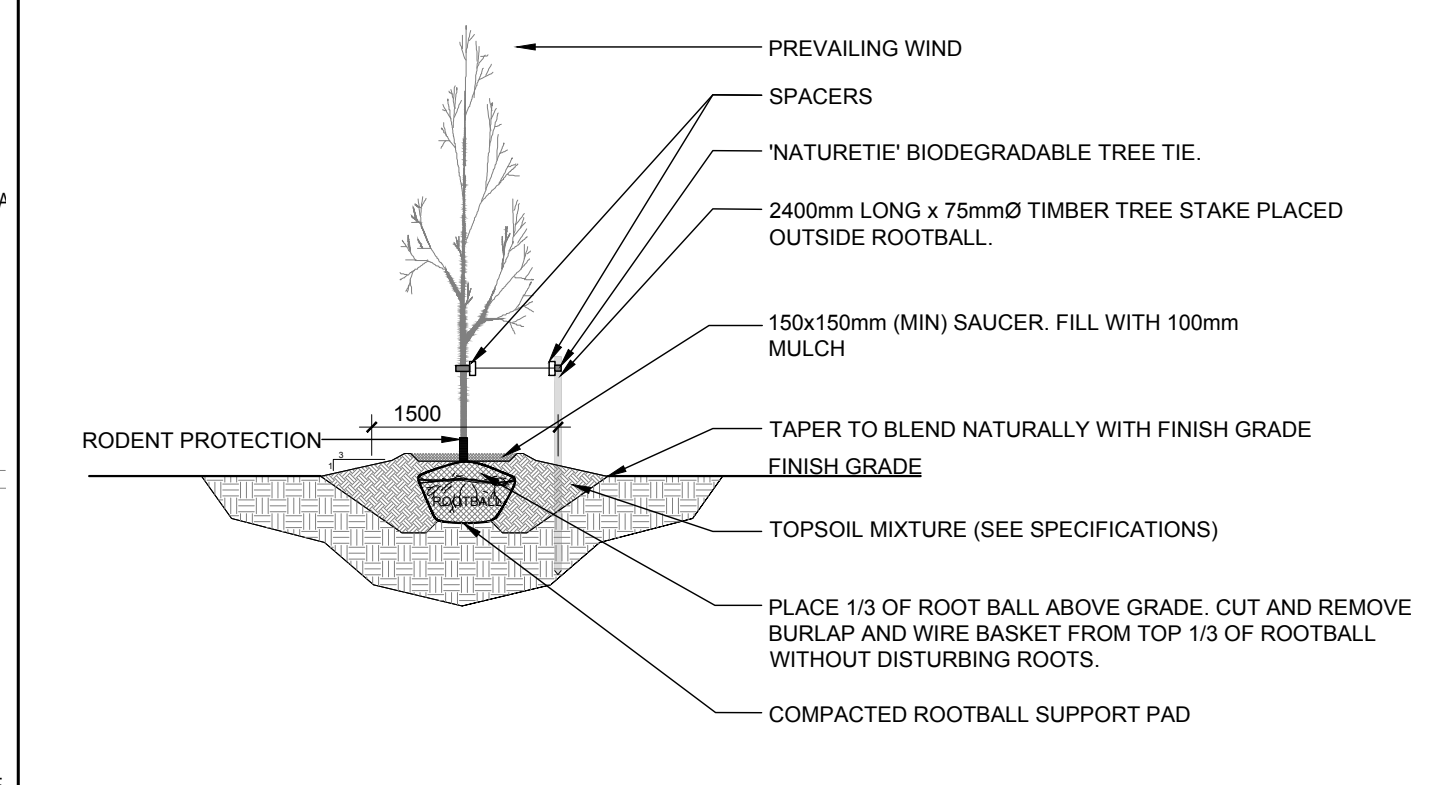 PREVAILING WIND
SPACERS
'NATURETIE' BIODEGRADABLE TREE TIE.
2400mm LONG x 75mmØ TIMBER TREE STAKE PLACED
OUTSIDE ROOTBALL.
150x150mm (MIN) SAUCER. FILL WITH 100mm
MULCH
1500
RODENT PROTECTION
TAPER TO BLEND NATURALLY WITH FINISH GRADE
3
1
FINISH GRADE
ROOTBALL
TOPSOIL MIXTURE (SEE SPECIFICATIONS)
PLACE 1/3 OF ROOT BALL ABOVE GRADE. CUT AND REMOVE
BURLAP AND WIRE BASKET FROM TOP 1/3 OF ROOTBALL
WITHOUT DISTURBING ROOTS.
COMPACTED ROOTBALL SUPPORT PAD